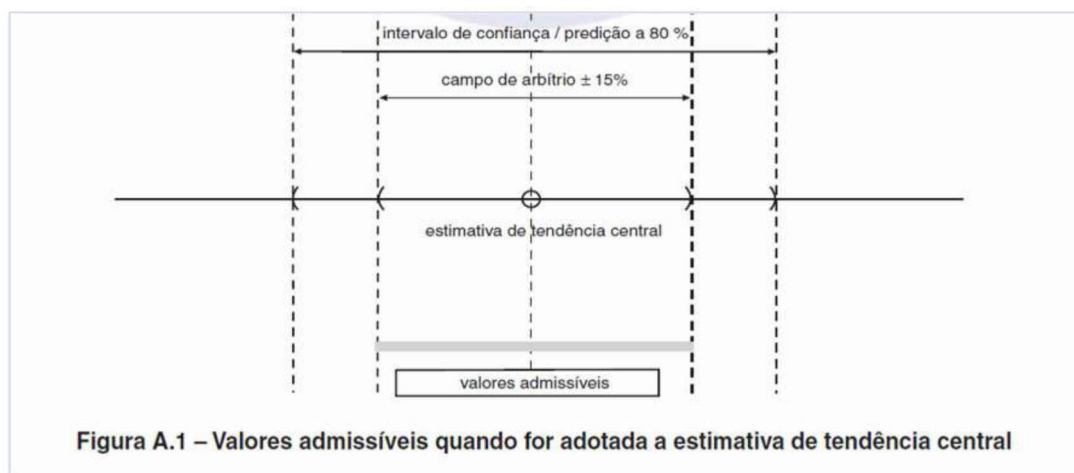 intervalo de confiança / predição a 80 %
campo de arbítrio ± 15%
estimativa de tendência central
valores admissíveis
Figura A.1 – Valores admissíveis quando for adotada a estimativa de tendência central